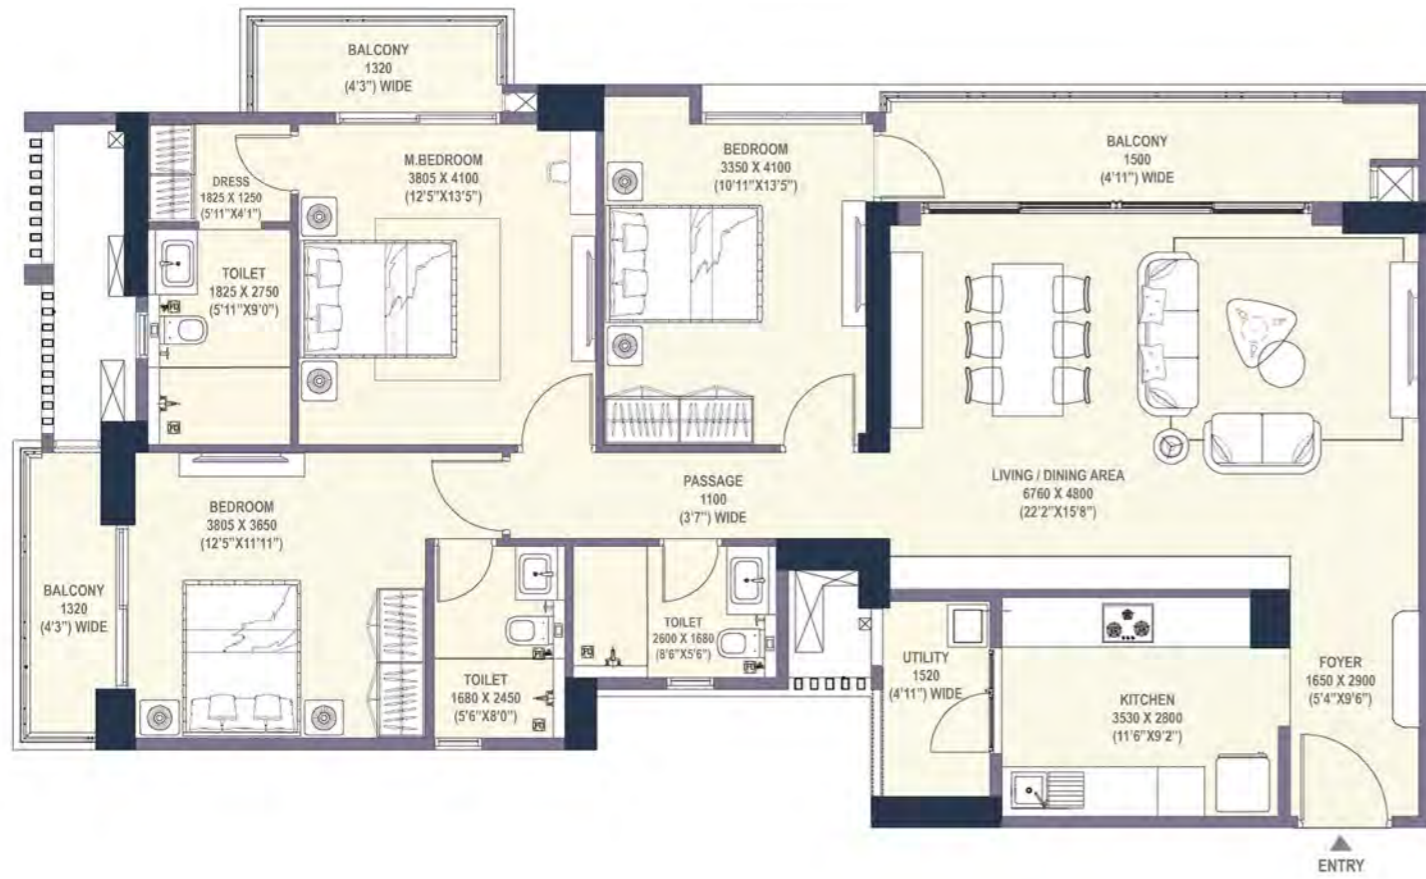 BALCONY
1320
(4'3") WIDE
BALCONY
1500
(4'11") WIDE
DRESS
1825 X 1250
(5'11"X4'1")
M.BEDROOM
3805 X 4100
(12'5"X13'5")
BEDROOM
3350 X 4100
(10'11"X13'5")
TOILET
1825 X 2750
(5'11"X9'0")
BEDROOM
3805 X 3650
(12'5"X11'11")
PASSAGE
1100
(3'7") WIDE
LIVING / DINING AREA
6760 X 4800
(22'2"X15'8")
BALCONY
1320
(4'3") WIDE
TOILET
1680 X 2450
(5'6"X8'0")
TOILET
2600 X 1680
(8'6"X5'6")
UTILITY
1520
(4'11") WIDE
KITCHEN
3530 X 2800
(11'6"X9'2")
FOYER
1650 X 2900
(5'4"X9'6")
ENTRY